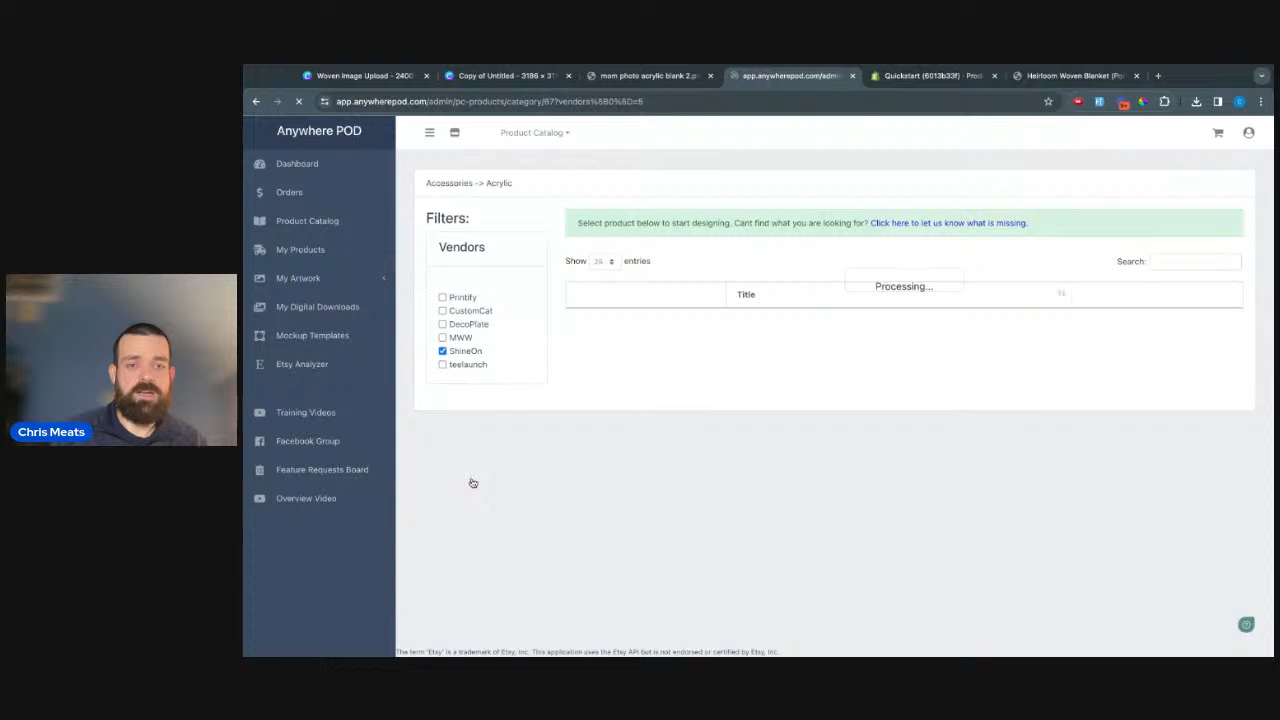 Woven Image Upload - 2400
Copy of Untitled - 3186 × 31
mom photo acrylic blank 2.p
app.anywherepod.com/admi
Quickstart (6013b33f) · Prod
Heirloom Woven Blanket (Po
app.anywherepod.com/admin/pc-products/category/67?vendors%5B0%5D=5
Anywhere POD
Product Catalog
Dashboard
Orders
Product Catalog
My Products
My Artwork
My Digital Downloads
Mockup Templates
Etsy Analyzer
Training Videos
Facebook Group
Feature Requests Board
Overview Video
Accessories -> Acrylic
Filters:
Vendors
Printify
CustomCat
DecoPlate
MWW
ShineOn
teelaunch
Select product below to start designing. Cant find what you are looking for? Click here to let us know what is missing.
Show 25 entries
Search:
Processing...
Title
The term 'Etsy' is a trademark of Etsy, Inc. This application uses the Etsy API but is not endorsed or certified by Etsy, Inc.
Chris Meats